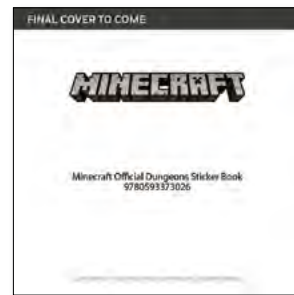 FINAL COVER TO COME
MINECRAFT
Minecraft Official Dungeons Sticker Book
9780593373026